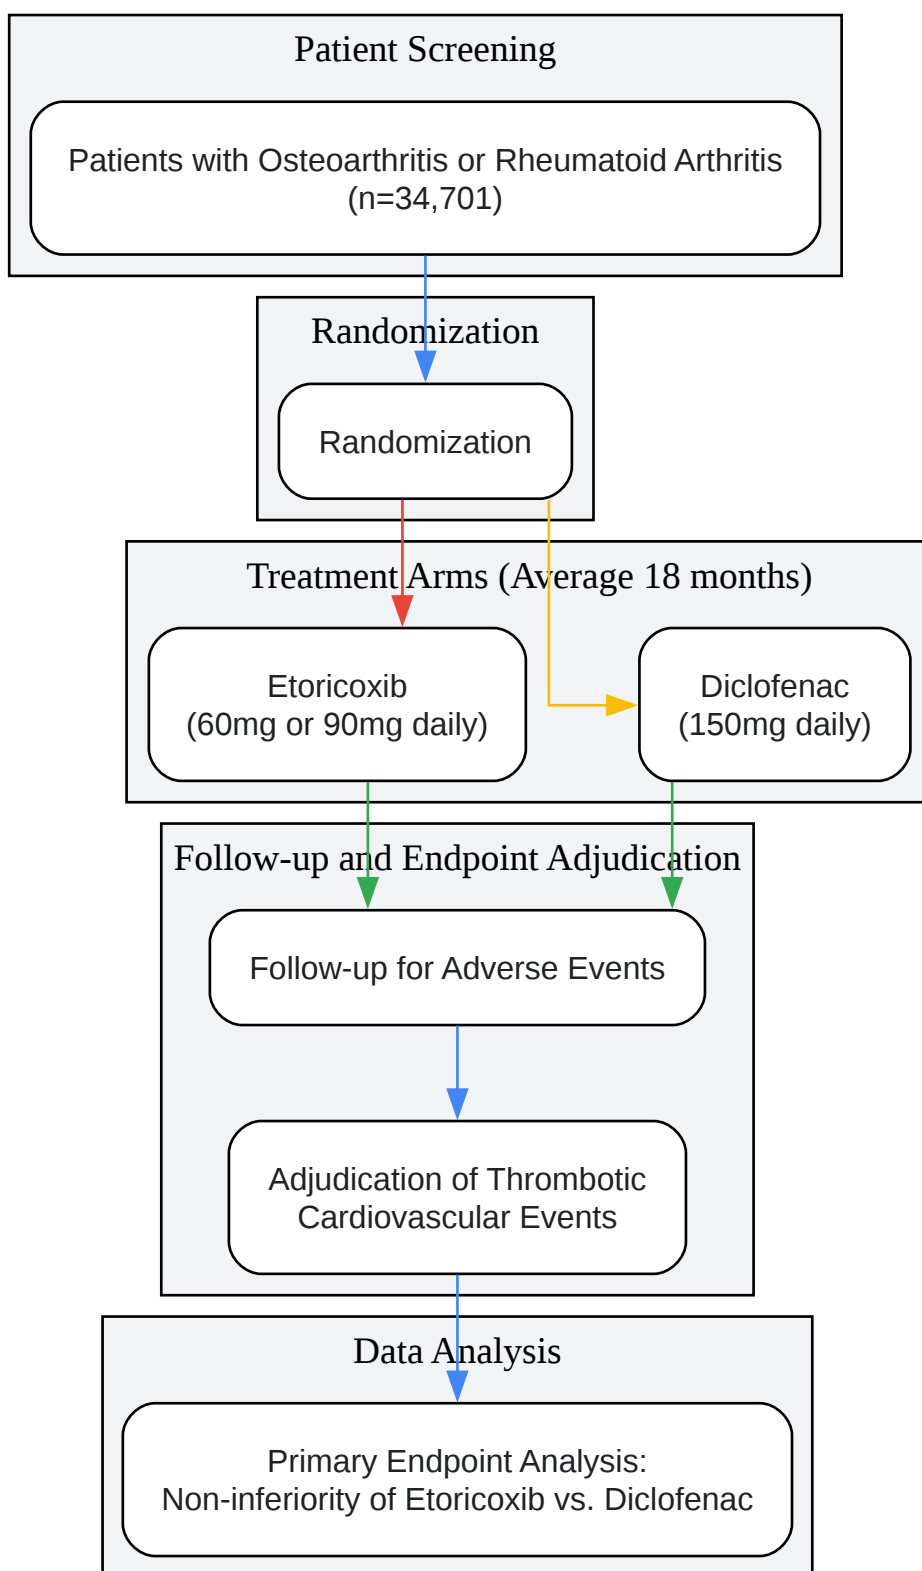 Patient Screening
Patients with Osteoarthritis or Rheumatoid Arthritis
(n=34,701)
Randomization
Randomization
Treatment Arms (Average 18 months)
Etoricoxib
(60mg or 90mg daily)
Diclofenac
(150mg daily)
Follow-up and Endpoint Adjudication
Follow-up for Adverse Events
Adjudication of Thrombotic
Cardiovascular Events
Data Analysis
Primary Endpoint Analysis:
Non-inferiority of Etoricoxib vs. Diclofenac